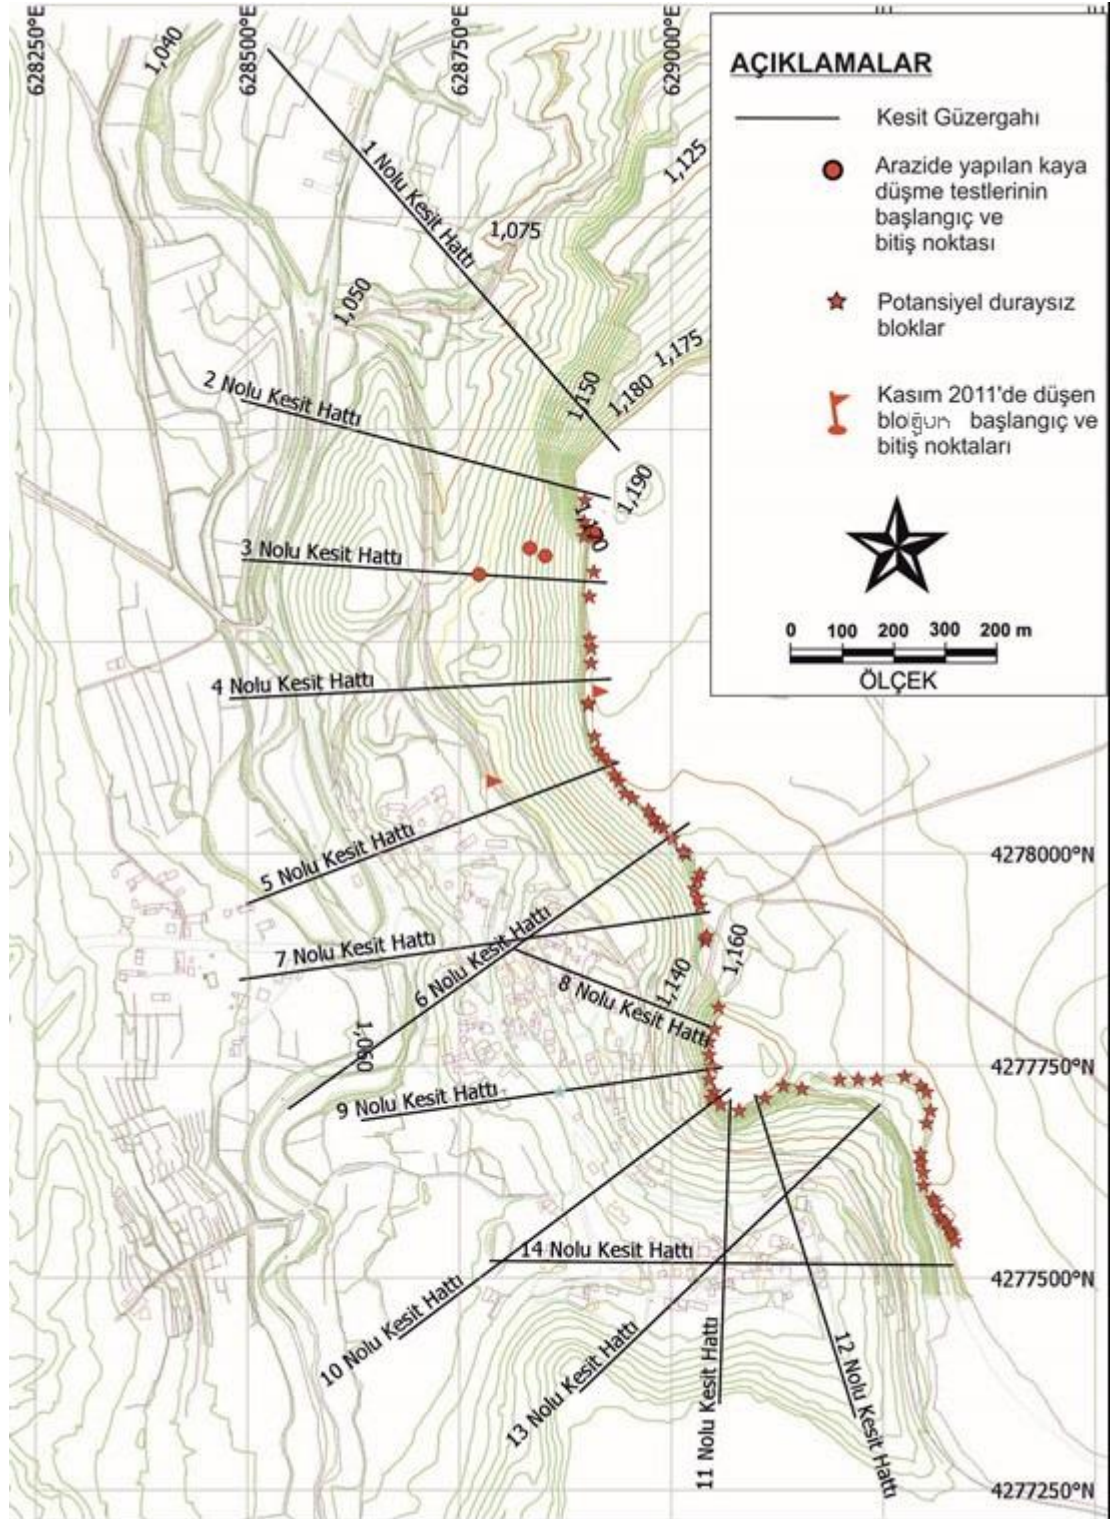 628250°E
628500°E
628750°E
629000°E
AÇIKLAMALAR
Kesit Güzergahı
Arazide yapılan kaya
düşme testlerinin
başlangıç ve
bitiş noktası
Potansiyel duraysız
bloklar
Kasım 2011'de düşen
bloğun başlangıç ve
bitiş noktaları
0 100 200 300 200 m
ÖLÇEK
1,040
1 Nolu Kesit Hattı
1,125
1,075
1,050
1,175
1,150
1,180
2 Nolu Kesit Hattı
1,190
3 Nolu Kesit Hattı
4 Nolu Kesit Hattı
5 Nolu Kesit Hattı
4278000°N
6 Nolu Kesit Hattı
7 Nolu Kesit Hattı
1,160
1,140
8 Nolu Kesit Hattı
1,060
4277750°N
9 Nolu Kesit Hattı
14 Nolu Kesit Hattı
4277500°N
10 Nolu Kesit Hattı
13 Nolu Kesit Hattı
11 Nolu Kesit Hattı
12 Nolu Kesit Hattı
4277250°N